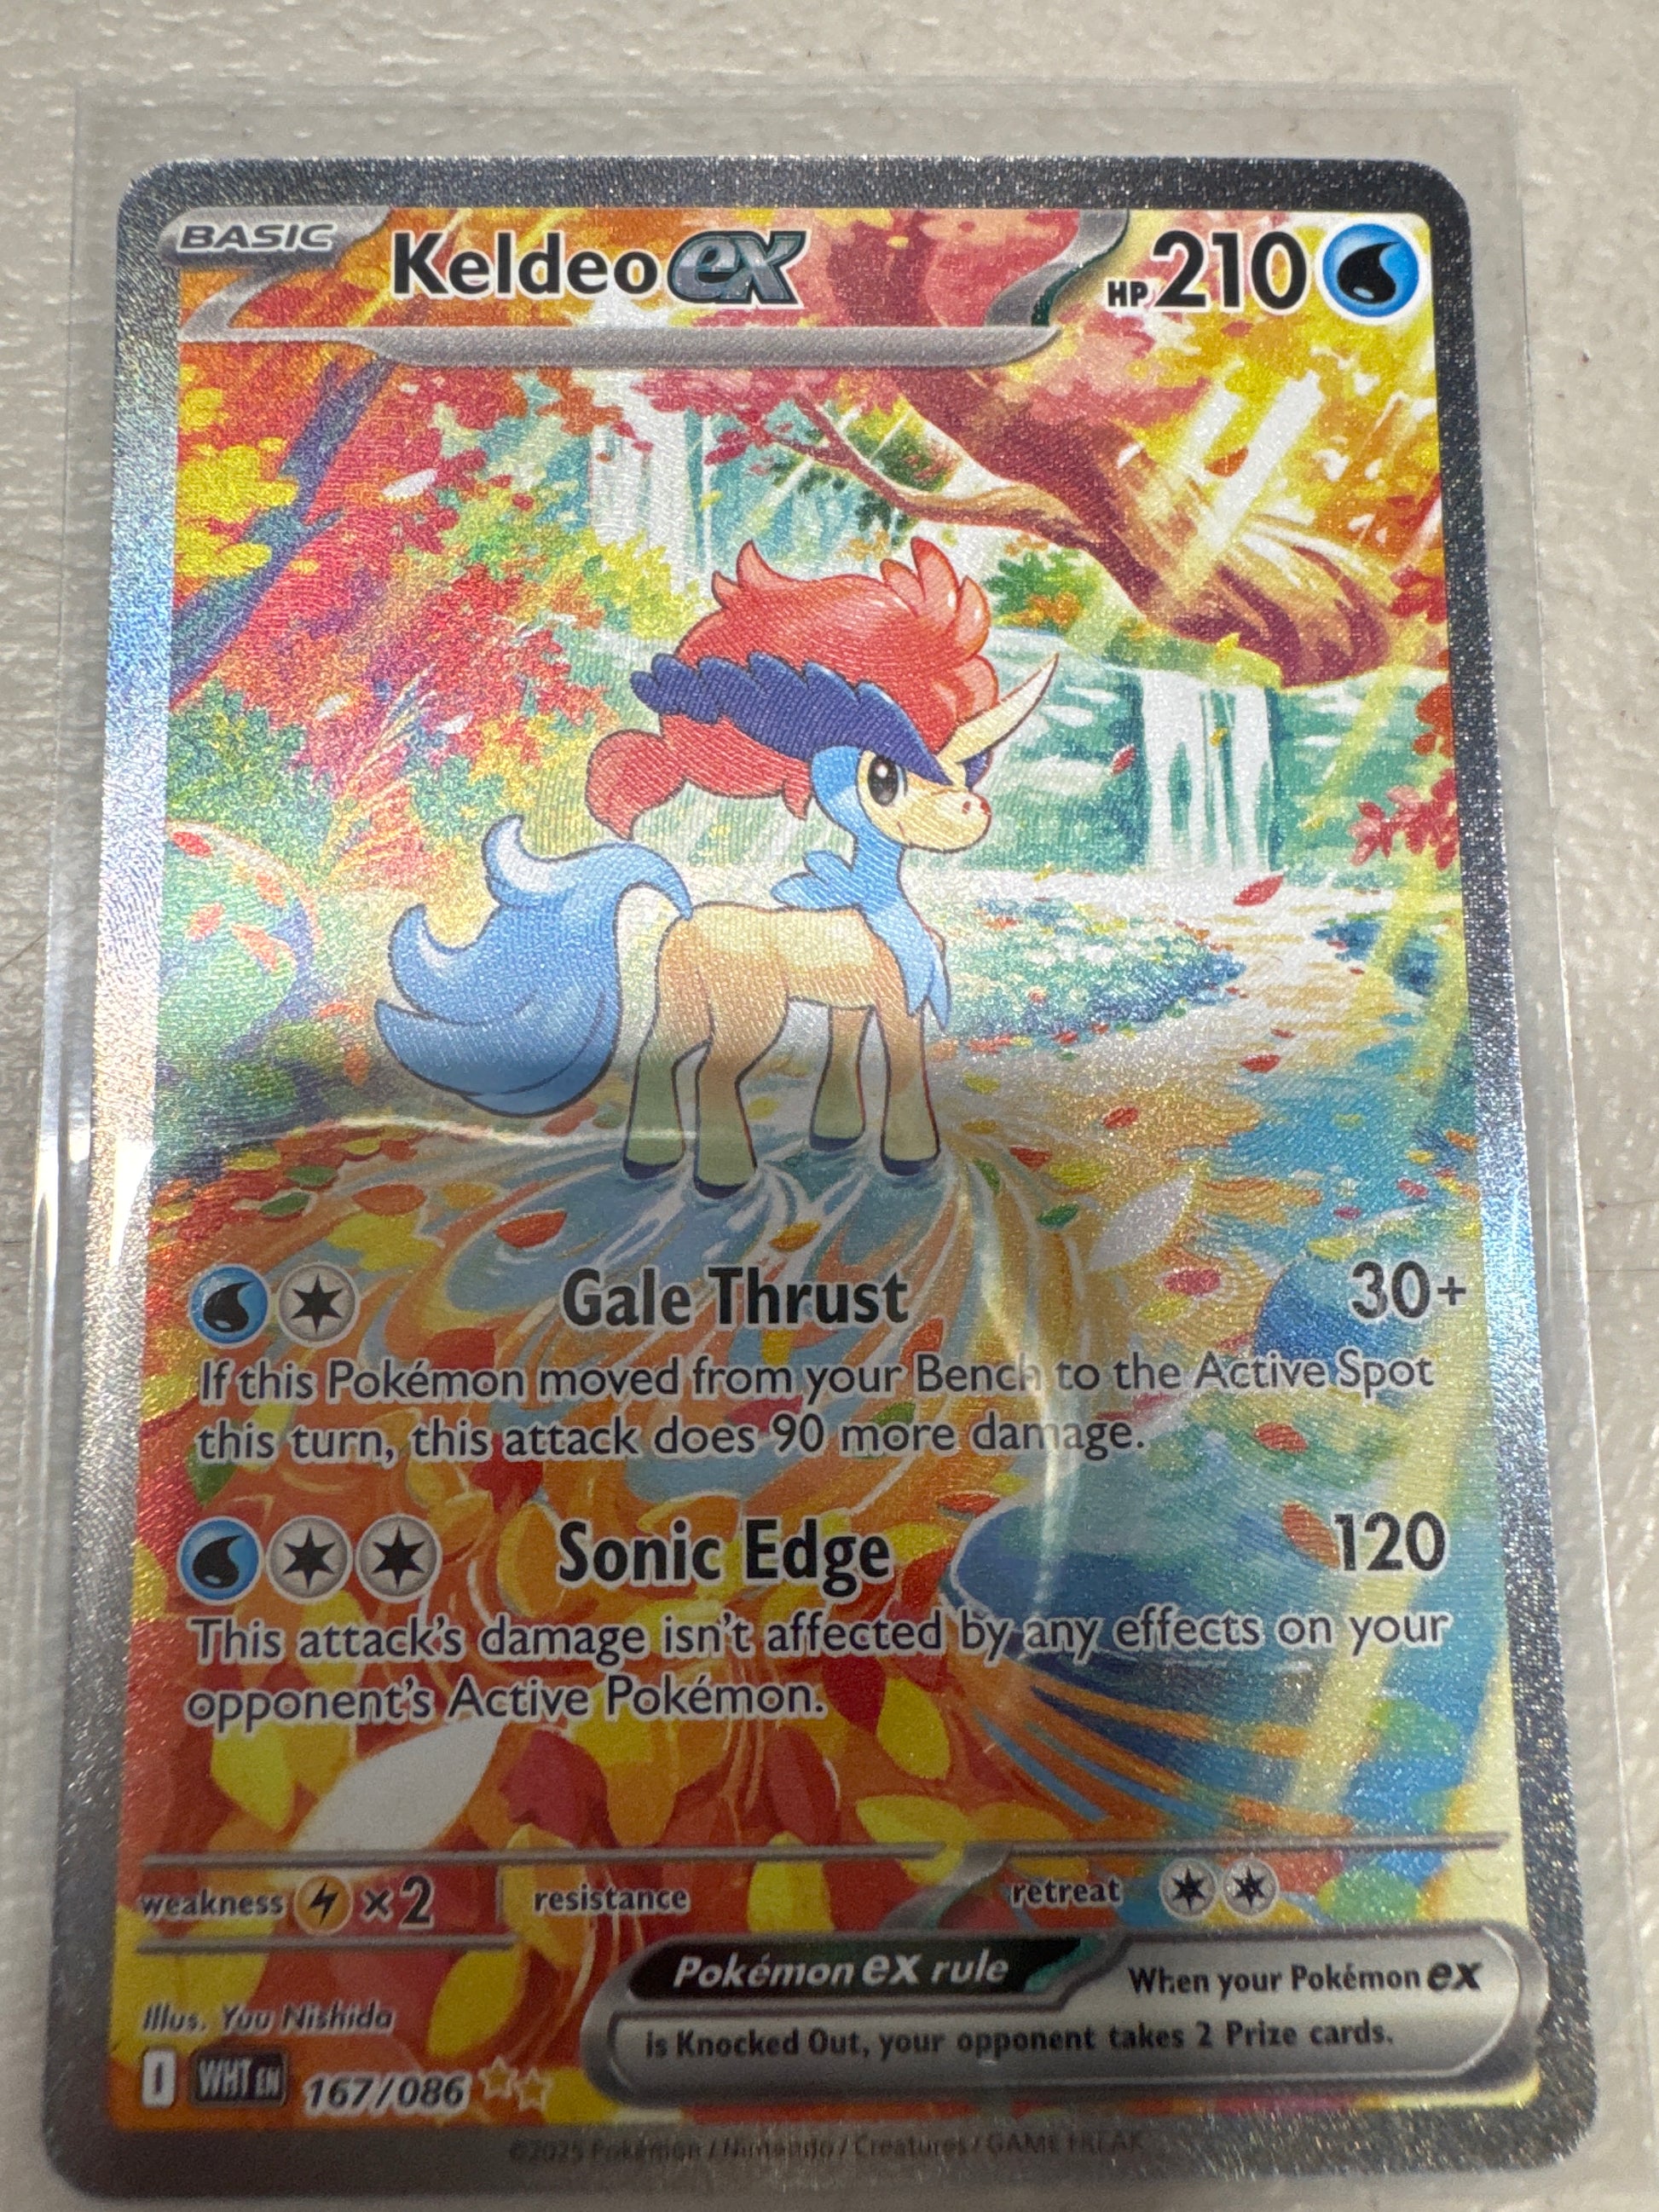 BASIC Keldeo ex HP 210
Gale Thrust 30+
If this Pokémon moved from your Bench to the Active Spot
this turn, this attack does 90 more damage.
Sonic Edge 120
This attack's damage isn't affected by any effects on your
opponent's Active Pokémon.
weakness ×2 resistance retreat
Pokémon ex rule When your Pokémon ex
is Knocked Out, your opponent takes 2 Prize cards.
Illus. Yuu Nishida
I WHT EN 167/086
©2025 Pokémon / Nintendo / Creatures / GAME FREAK